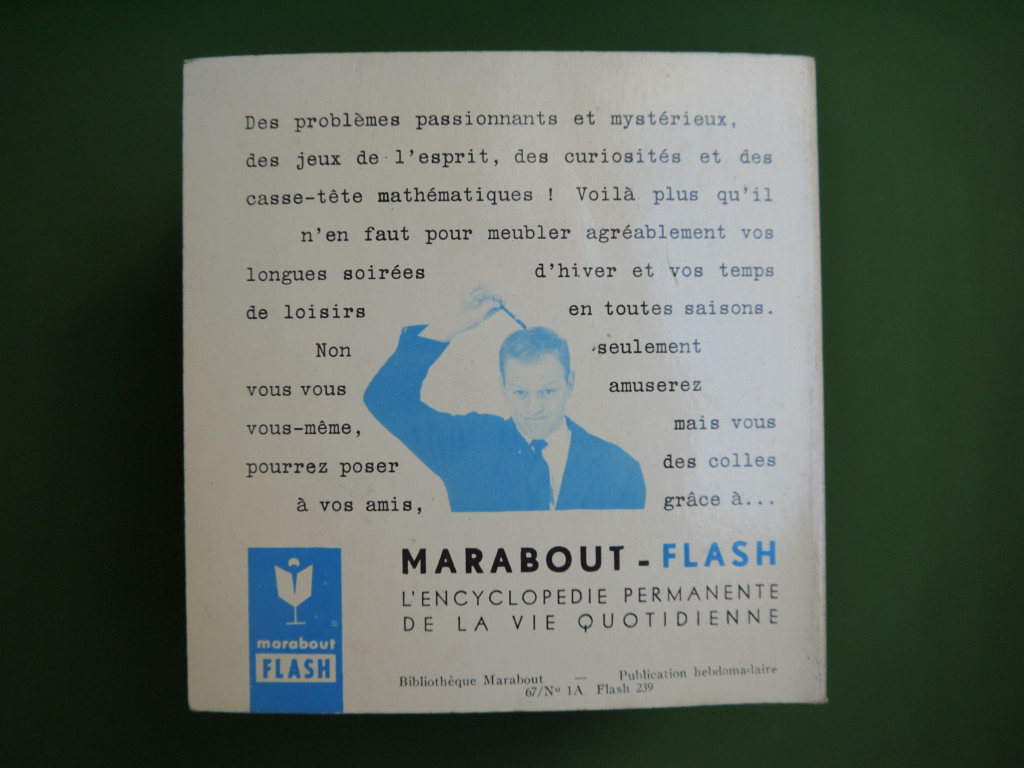 Des problèmes passionnants et mystérieux,
des jeux de l'esprit, des curiosités et des
casse-tête mathématiques ! Voilà plus qu'il
n'en faut pour meubler agréablement vos
longues soirées d'hiver et vos temps
de loisirs en toutes saisons.
Non seulement
vous vous amuserez
vous-même, mais vous
pourrez poser des colles
à vos amis, grâce à...
MARABOUT - FLASH
L'ENCYCLOPEDIE PERMANENTE
DE LA VIE QUOTIDIENNE
marabout
FLASH
Bibliothèque Marabout — Publication hebdomadaire
67/N° 1A Flash 239